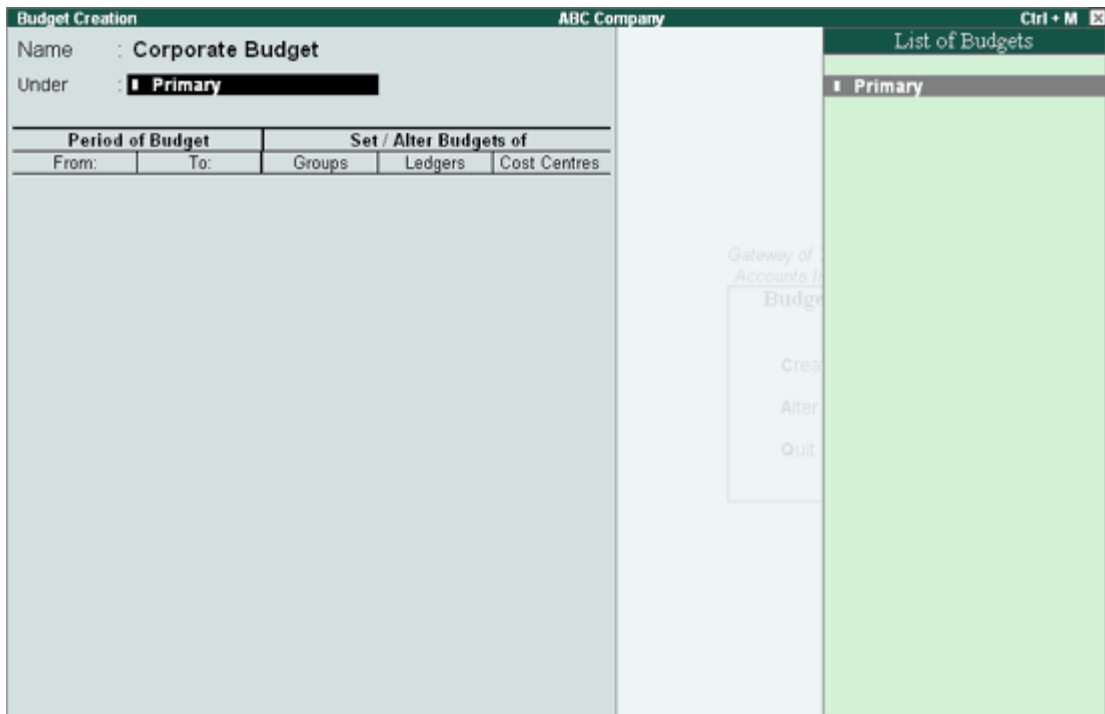 Budget Creation ABC Company Ctrl + M
Name : Corporate Budget
Under : Primary
Period of Budget Set / Alter Budgets of
From: To: Groups Ledgers Cost Centres
Gateway of
Accounts
Budge
Crea
Alter
Quit
List of Budgets
Primary